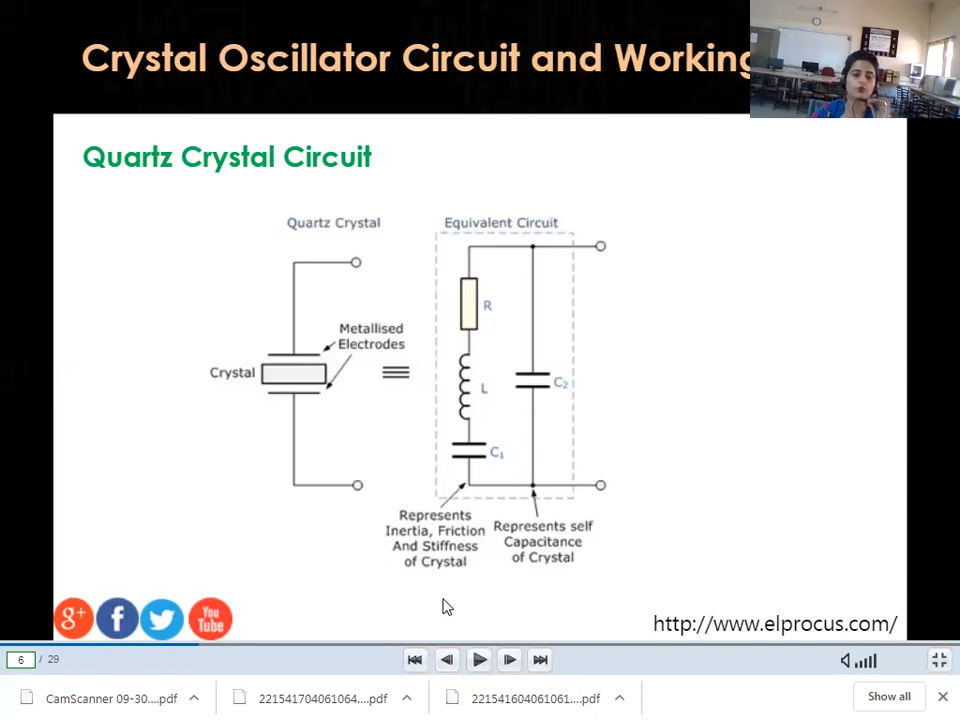 Crystal Oscillator Circuit and Working
Quartz Crystal Circuit
Quartz Crystal
Equivalent Circuit
R
Metallised
Electrodes
Crystal
L
C₂
C₁
Represents
Inertia, Friction
And Stiffness
of Crystal
Represents self
Capacitance
of Crystal
g+
f
You
Tube
http://www.elprocus.com/
6 / 29
CamScanner 09-30....pdf
221541704061064....pdf
221541604061061....pdf
Show all